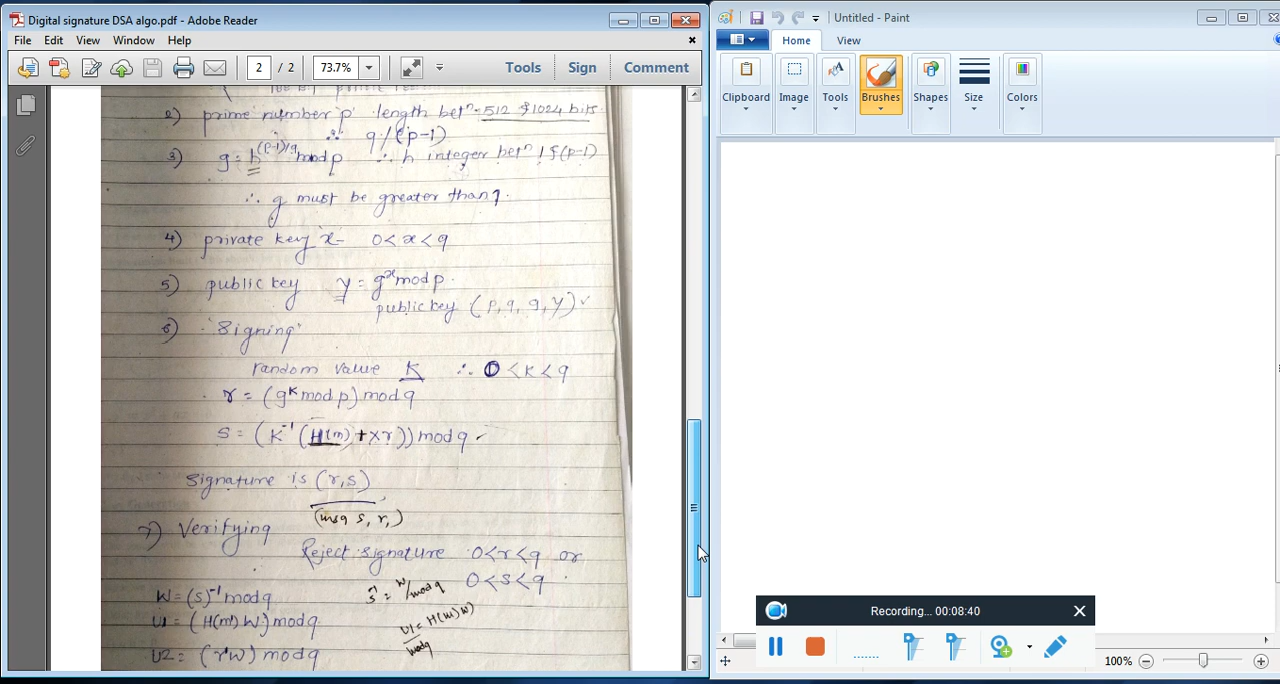 Digital signature DSA algo.pdf - Adobe Reader
File Edit View Window Help
2 / 2 73.7% Tools Sign Comment
2) prime number 'p' length betn = 512 & 1024 bits.
∴ q/(p-1)
3) g = h^(p-1)/q mod p ∴ h integer betn 1 & (p-1)
∴ g must be greater than 1.
4) private key x - 0 < x < q
5) public key y = g^x mod p.
public key (p, q, g, y) ✓
6) "Signing"
random value K ∴ 0 < K < q
r = (g^K mod p) mod q
S = (K^-1 (H(m) + xr)) mod q
Signature is (r,s)
(msg s, r,)
7) Verifying
Reject signature 0<r<q or
0<s<q.
W = (s)^-1 mod q
U1 = (H(m) W) mod q
U2 = (rW) mod q
U1 = H(m) W)
mod q
Untitled - Paint
Home View
Clipboard Image Tools Brushes Shapes Size Colors
Recording... 00:08:40
100%